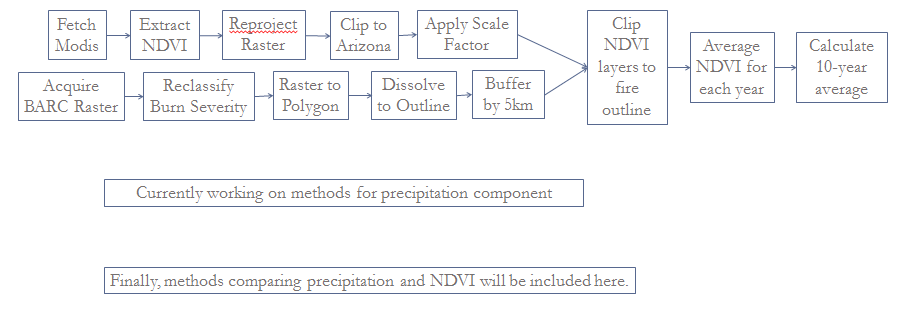 Fetch
Modis
Extract
NDVI
Reproject
Raster
Clip to
Arizona
Apply Scale
Factor
Acquire
BARC Raster
Reclassify
Burn Severity
Raster to
Polygon
Dissolve
to Outline
Buffer
by 5km
Clip
NDVI
layers to
fire
outline
Average
NDVI for
each year
Calculate
10-year
average
Currently working on methods for precipitation component
Finally, methods comparing precipitation and NDVI will be included here.